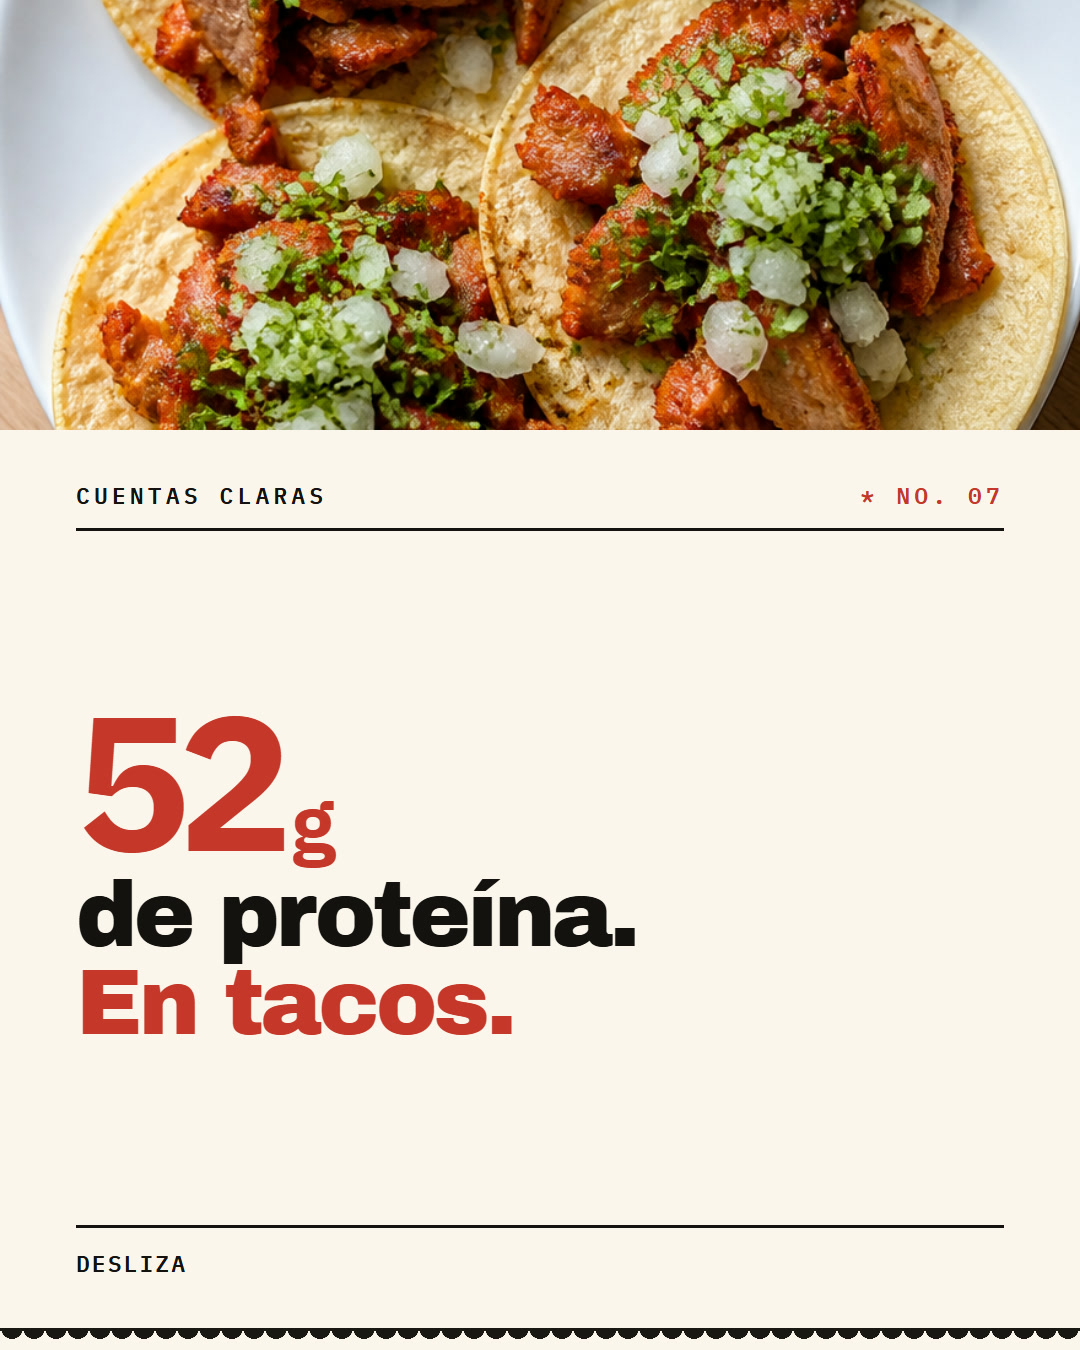 CUENTAS CLARAS
* NO. 07
52g
de proteína.
En tacos.
DESLIZA